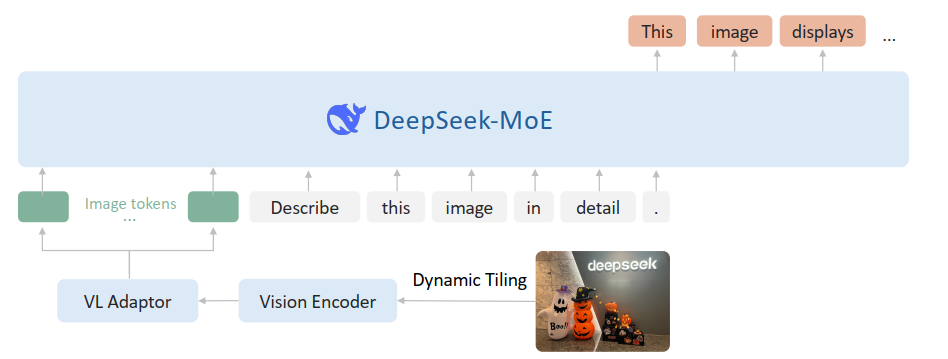 This image displays ...
DeepSeek-MoE
Image tokens
...
Describe this image in detail .
deepseek
Dynamic Tiling
VL Adaptor
Vision Encoder
Boo!!